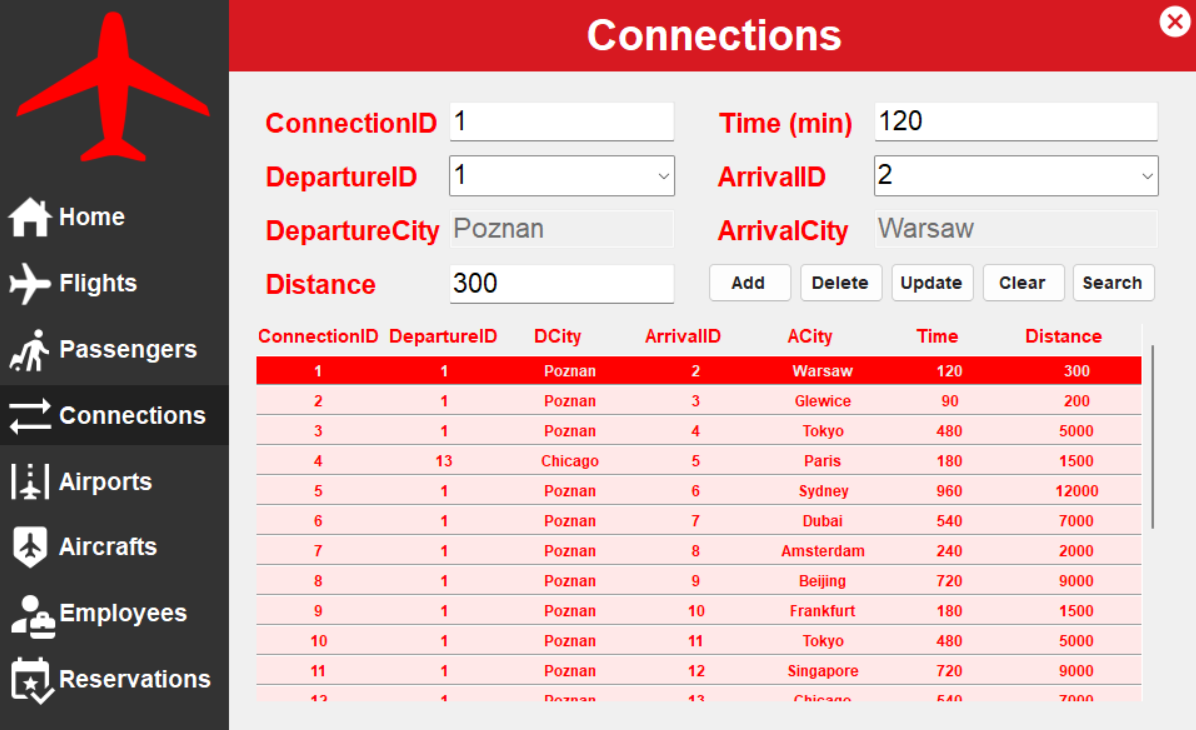 Connections
Home
Flights
Passengers
Connections
Airports
Aircrafts
Employees
Reservations
ConnectionID 1 Time (min) 120
DepartureID 1 ArrivalID 2
DepartureCity Poznan ArrivalCity Warsaw
Distance 300 Add Delete Update Clear Search
ConnectionID DepartureID DCity ArrivalID ACity Time Distance
1 1 Poznan 2 Warsaw 120 300
2 1 Poznan 3 Glewice 90 200
3 1 Poznan 4 Tokyo 480 5000
4 13 Chicago 5 Paris 180 1500
5 1 Poznan 6 Sydney 960 12000
6 1 Poznan 7 Dubai 540 7000
7 1 Poznan 8 Amsterdam 240 2000
8 1 Poznan 9 Beijing 720 9000
9 1 Poznan 10 Frankfurt 180 1500
10 1 Poznan 11 Tokyo 480 5000
11 1 Poznan 12 Singapore 720 9000
12 1 Poznan 13 Chicago 540 7000